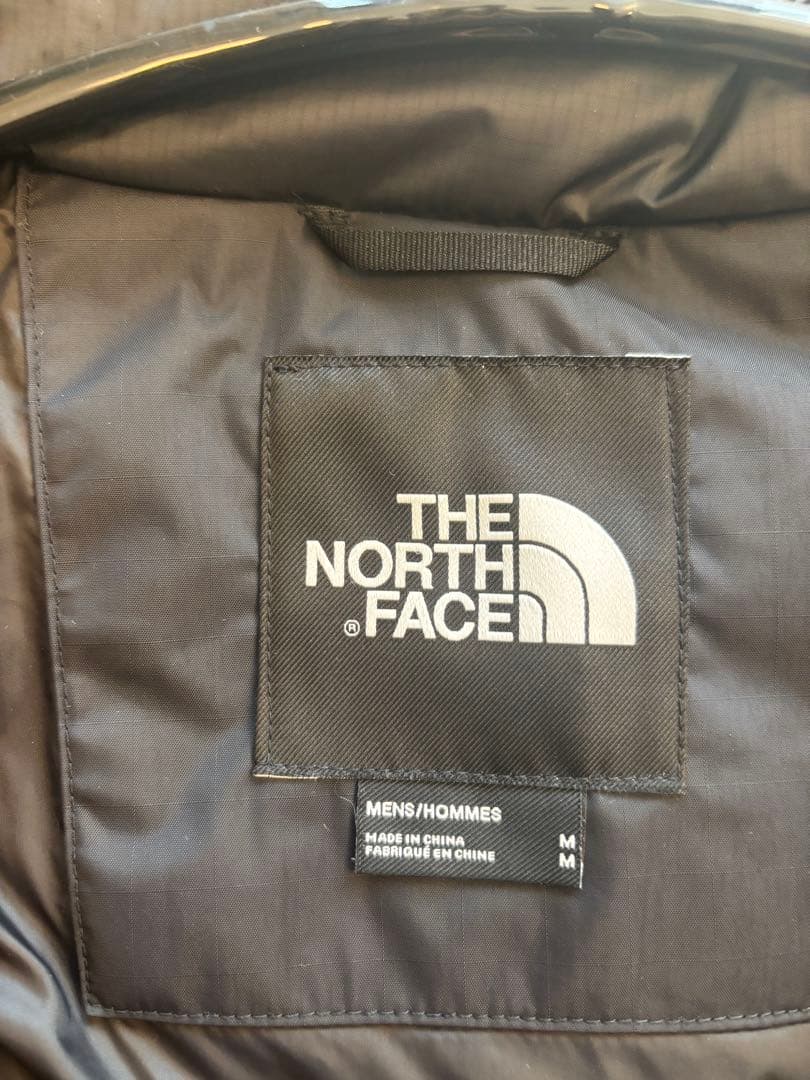 THE
NORTH
® FACE
MENS/HOMMES
MADE IN CHINA M
FABRIQUÉ EN CHINE M